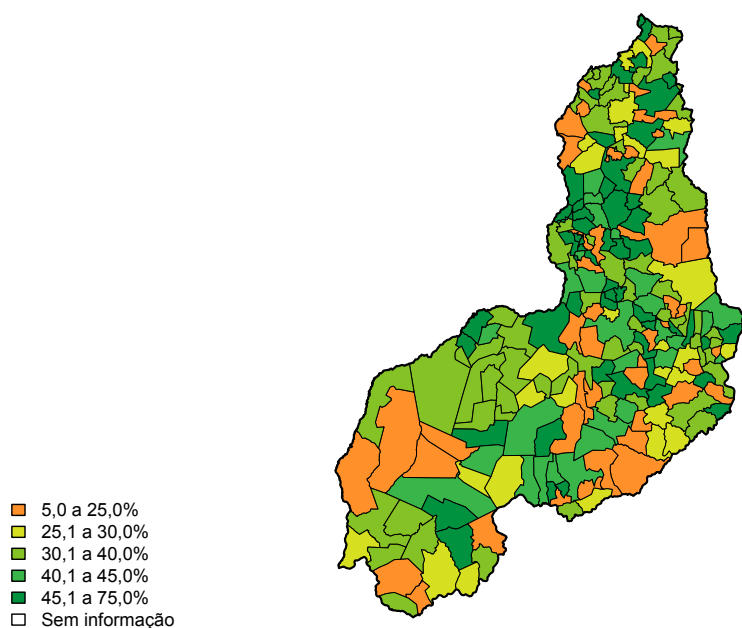 5,0 a 25,0%
25,1 a 30,0%
30,1 a 40,0%
40,1 a 45,0%
45,1 a 75,0%
Sem informação